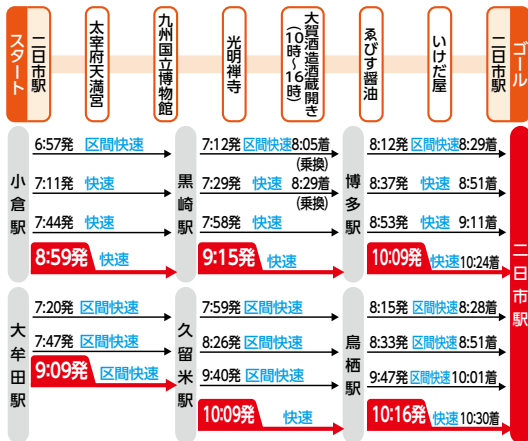 スタート
二日市駅
太宰府天満宮
九州国立博物館
光明禅寺
大賀酒造酒蔵開き
(10時〜16時)
ゑびす醤油
いけだ屋
二日市駅
ゴール
小倉駅
6:57発 区間快速
7:11発 快速
7:44発 快速
8:59発 快速
黒崎駅
7:12発 区間快速 8:05着
(乗換)
7:29発 快速 8:29着
(乗換)
7:58発 快速
9:15発 快速
博多駅
8:12発 区間快速 8:29着
8:37発 快速 8:51着
8:53発 快速 9:11着
10:09発 快速 10:24着
大牟田駅
7:20発 区間快速
7:47発 区間快速
9:09発 区間快速
久留米駅
7:59発 区間快速
8:26発 区間快速
9:40発 区間快速
10:09発 快速
鳥栖駅
8:15発 区間快速 8:28着
8:33発 区間快速 8:51着
9:47発 区間快速 10:01着
10:16発 快速 10:30着
二日市駅